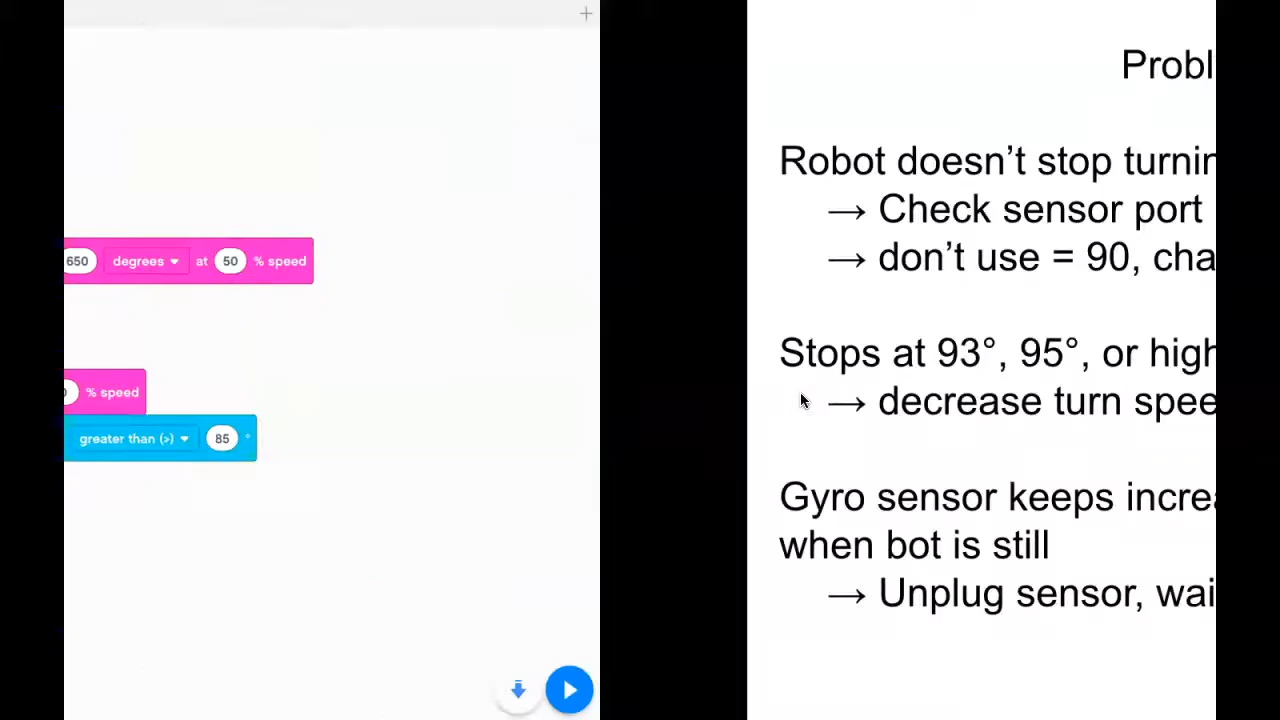 650 degrees at 50 % speed
% speed
greater than (>) 85 °
Probl
Robot doesn’t stop turnin
→ Check sensor port
→ don’t use = 90, cha
Stops at 93°, 95°, or high
→ decrease turn spee
Gyro sensor keeps increa
when bot is still
→ Unplug sensor, wai